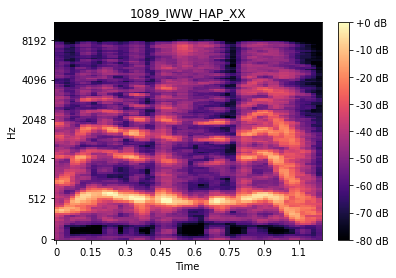 1089_IWW_HAP_XX
8192
4096
2048
1024
512
0
Hz
0 0.15 0.3 0.45 0.6 0.75 0.9 1.1
Time
+0 dB
-10 dB
-20 dB
-30 dB
-40 dB
-50 dB
-60 dB
-70 dB
-80 dB